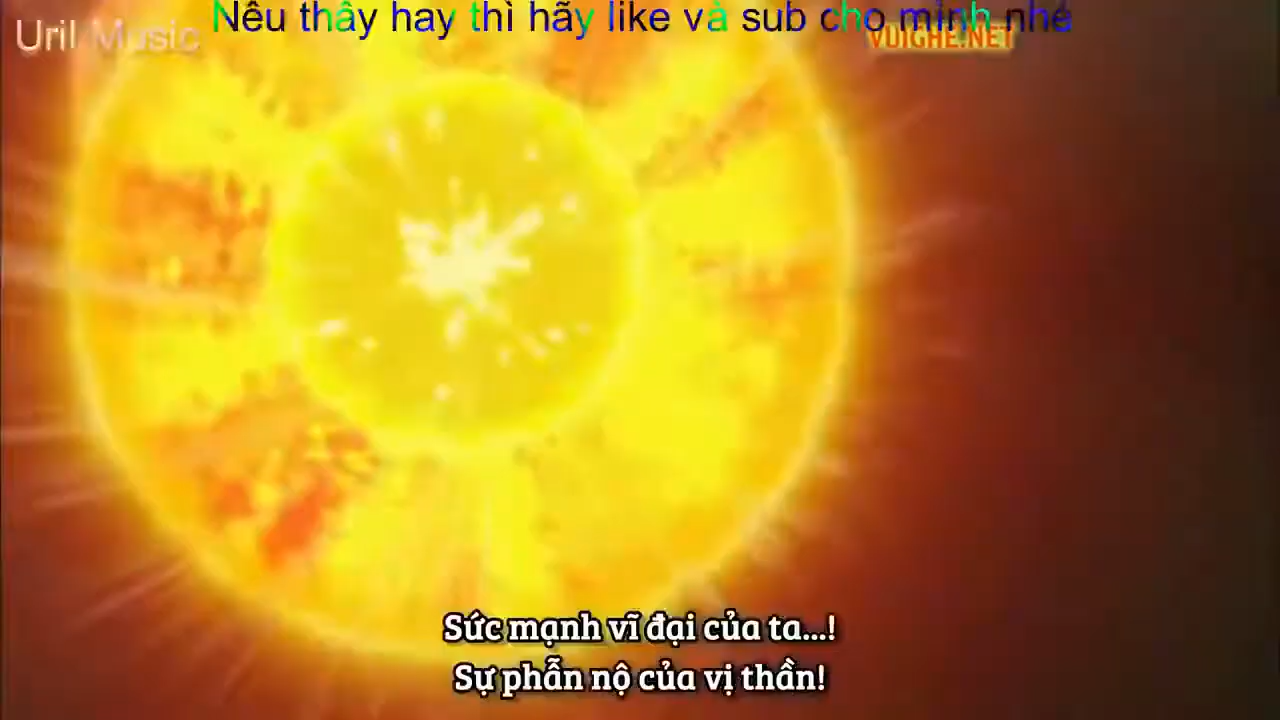 Nếu thấy hay thì hãy like và sub cho mình nhé
Uril Music
VUIGHE.NET
Sức mạnh vĩ đại của ta...!
Sự phẫn nộ của vị thần!